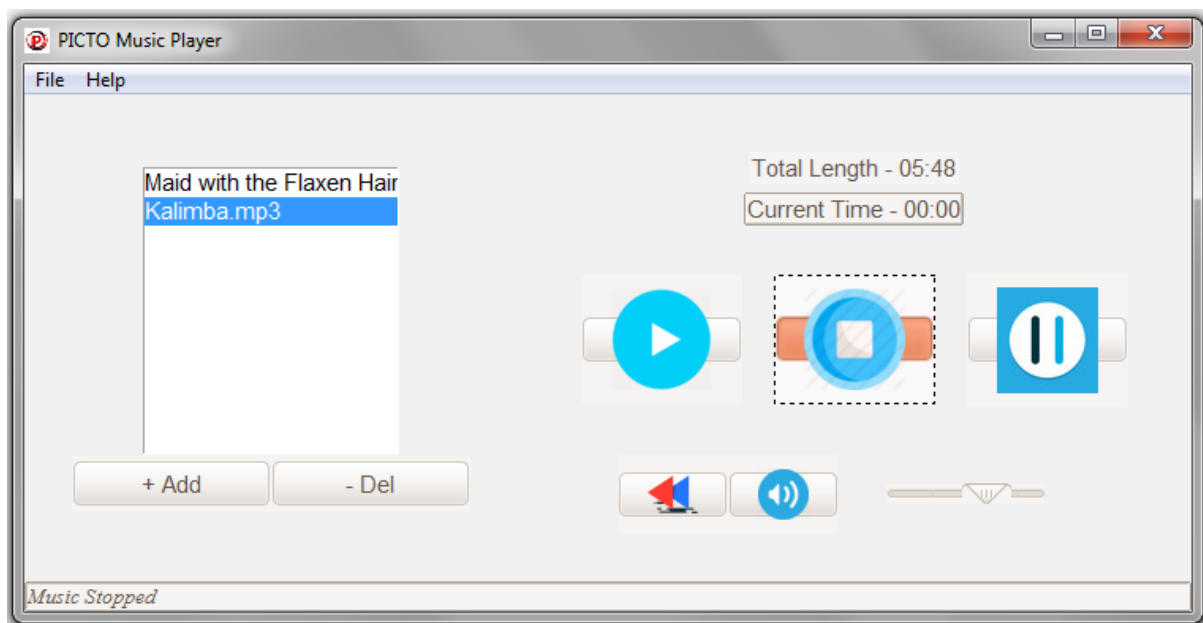 PICTO Music Player
File Help
Maid with the Flaxen Hair
Kalimba.mp3
+ Add - Del
Total Length - 05:48
Current Time - 00:00
Music Stopped